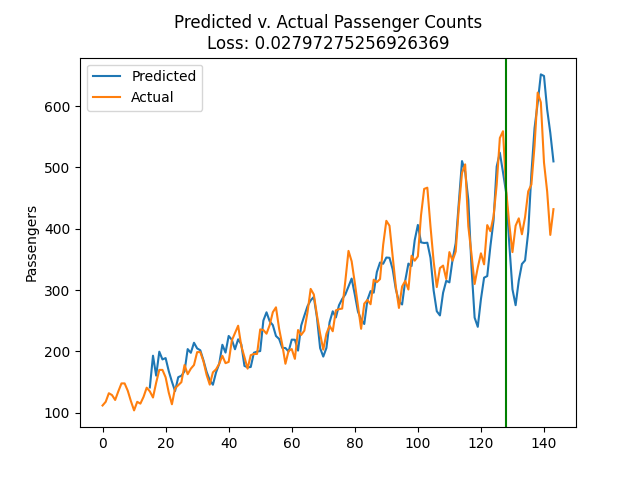 Predicted v. Actual Passenger Counts
Loss: 0.02797275256926369
Predicted
Actual
Passengers
600
500
400
300
200
100
0 20 40 60 80 100 120 140